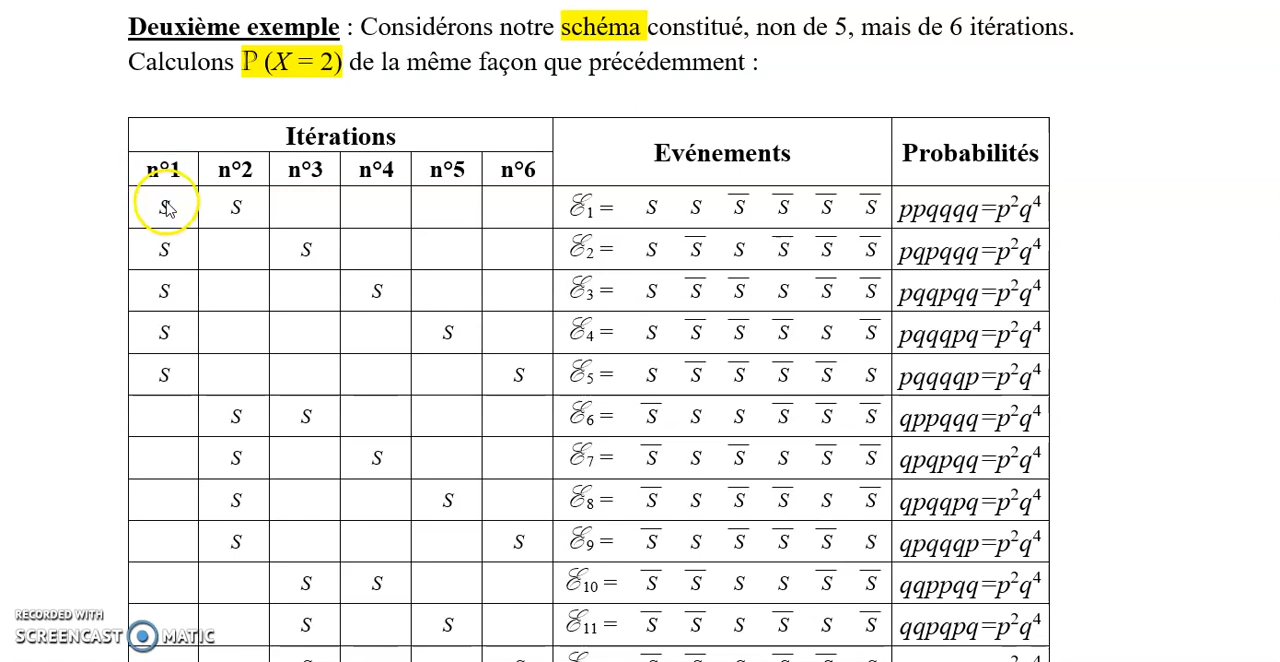 Deuxième exemple : Considérons notre schéma constitué, non de 5, mais de 6 itérations.
Calculons ℙ (X = 2) de la même façon que précédemment :
Itérations Evénements Probabilités
n°1 n°2 n°3 n°4 n°5 n°6
S S ℰ₁ = S S S̅ S̅ S̅ S̅ ppqqqq=p²q⁴
S S ℰ₂ = S S̅ S S̅ S̅ S̅ pqpqqq=p²q⁴
S S ℰ₃ = S S̅ S̅ S S̅ S̅ pqqpqq=p²q⁴
S S ℰ₄ = S S̅ S̅ S̅ S S̅ pqqqpq=p²q⁴
S S ℰ₅ = S S̅ S̅ S̅ S̅ S pqqqqp=p²q⁴
S S ℰ₆ = S̅ S S S̅ S̅ S̅ qppqqq=p²q⁴
S S ℰ₇ = S̅ S S̅ S S̅ S̅ qpqpqq=p²q⁴
S S ℰ₈ = S̅ S S̅ S̅ S S̅ qpqqpq=p²q⁴
S S ℰ₉ = S̅ S S̅ S̅ S̅ S qpqqqp=p²q⁴
S S ℰ₁₀ = S̅ S̅ S S S̅ S̅ qqppqq=p²q⁴
S S ℰ₁₁ = S̅ S̅ S S̅ S S̅ qqpqpq=p²q⁴
RECORDED WITH
SCREENCAST MATIC